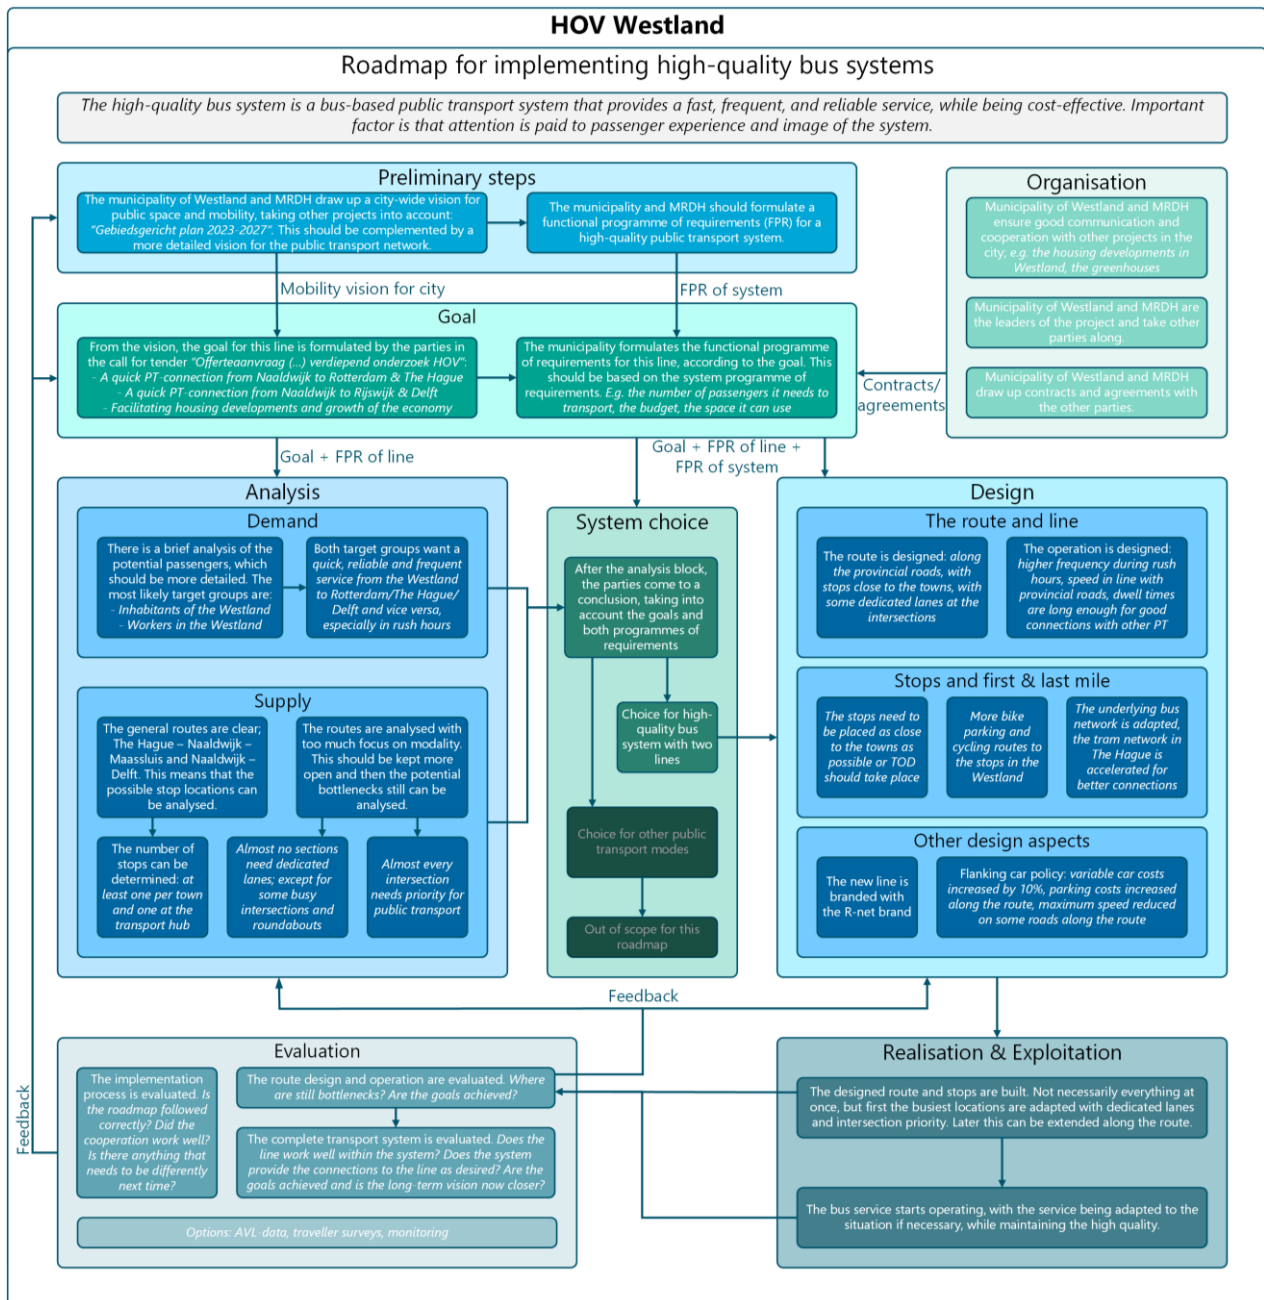 HOV Westland
Roadmap for implementing high-quality bus systems
The high-quality bus system is a bus-based public transport system that provides a fast, frequent, and reliable service, while being cost-effective. Important
factor is that attention is paid to passenger experience and image of the system.
Preliminary steps
The municipality of Westland and MRDH draw up a city-wide vision for
public space and mobility, taking other projects into account:
"Gebiedsgericht plan 2023-2027". This should be complemented by
a more detailed vision for the public transport network.
The municipality and MRDH should formulate a
functional programme of requirements (FPR) for a
high-quality public transport system.
Organisation
Municipality of Westland and MRDH
ensure good communication and
cooperation with other projects in the
city; e.g. the housing developments in
Westland, the greenhouses
Municipality of Westland and MRDH are
the leaders of the project and take other
parties along.
Municipality of Westland and MRDH
draw up contracts and agreements with
the other parties.
Mobility vision for city
FPR of system
Goal
From the vision, the goal for this line is formulated by the parties in
the call for tender "Offerteaanvraag (...) verdiepend onderzoek HOV":
- A quick PT-connection from Naaldwijk to Rotterdam & The Hague
- A quick PT-connection from Naaldwijk to Rijswijk & Delft
- Facilitating housing developments and growth of the economy
The municipality formulates the functional programme
of requirements for this line, according to the goal. This
should be based on the system programme of
requirements. E.g. the number of passengers it needs to
transport, the budget, the space it can use
Contracts/
agreements
Goal + FPR of line
Goal + FPR of line +
FPR of system
Analysis
Demand
There is a brief analysis of the
potential passengers, which
should be more detailed. The
most likely target groups are:
- Inhabitants of the Westland
- Workers in the Westland
Both target groups want a
quick, reliable and frequent
service from the Westland
to Rotterdam/The Hague/
Delft and vice versa,
especially in rush hours
Supply
The general routes are clear;
The Hague – Naaldwijk –
Maassluis and Naaldwijk –
Delft. This means that the
possible stop locations can
be analysed.
The routes are analysed with
too much focus on modality.
This should be kept more
open and then the potential
bottlenecks still can be
analysed.
The number of
stops can be
determined: at
least one per town
and one at the
transport hub
Almost no sections
need dedicated
lanes; except for
some busy
intersections and
roundabouts
Almost every
intersection
needs priority for
public transport
System choice
After the analysis block,
the parties come to a
conclusion, taking into
account the goals and
both programmes of
requirements
Choice for high-
quality bus
system with two
lines
Choice for other public
transport modes
Out of scope for this
roadmap
Design
The route and line
The route is designed: along
the provincial roads, with
stops close to the towns, with
some dedicated lanes at the
intersections
The operation is designed:
higher frequency during rush
hours, speed in line with
provincial roads, dwell times
are long enough for good
connections with other PT
Stops and first & last mile
The stops need to
be placed as close
to the towns as
possible or TOD
should take place
More bike
parking and
cycling routes to
the stops in the
Westland
The underlying bus
network is adapted,
the tram network in
The Hague is
accelerated for
better connections
Other design aspects
The new line is
branded with
the R-net brand
Flanking car policy: variable car costs
increased by 10%, parking costs increased
along the route, maximum speed reduced
on some roads along the route
Feedback
Feedback
Evaluation
The implementation
process is evaluated. Is
the roadmap followed
correctly? Did the
cooperation work well?
Is there anything that
needs to be differently
next time?
The route design and operation are evaluated. Where
are still bottlenecks? Are the goals achieved?
The complete transport system is evaluated. Does the
line work well within the system? Does the system
provide the connections to the line as desired? Are the
goals achieved and is the long-term vision now closer?
Options: AVL-data, traveller surveys, monitoring
Realisation & Exploitation
The designed route and stops are built. Not necessarily everything at
once, but first the busiest locations are adapted with dedicated lanes
and intersection priority. Later this can be extended along the route.
The bus service starts operating, with the service being adapted to the
situation if necessary, while maintaining the high quality.